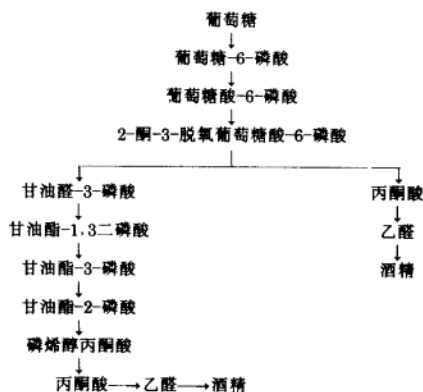 葡萄糖
葡萄糖-6-磷酸
葡萄糖酸-6-磷酸
2-酮-3-脱氧葡萄糖酸-6-磷酸
甘油醛-3-磷酸
甘油酯-1,3二磷酸
甘油酯-3-磷酸
甘油酯-2-磷酸
磷烯醇丙酮酸
丙酮酸→乙醛→酒精
丙酮酸
乙醛
酒精